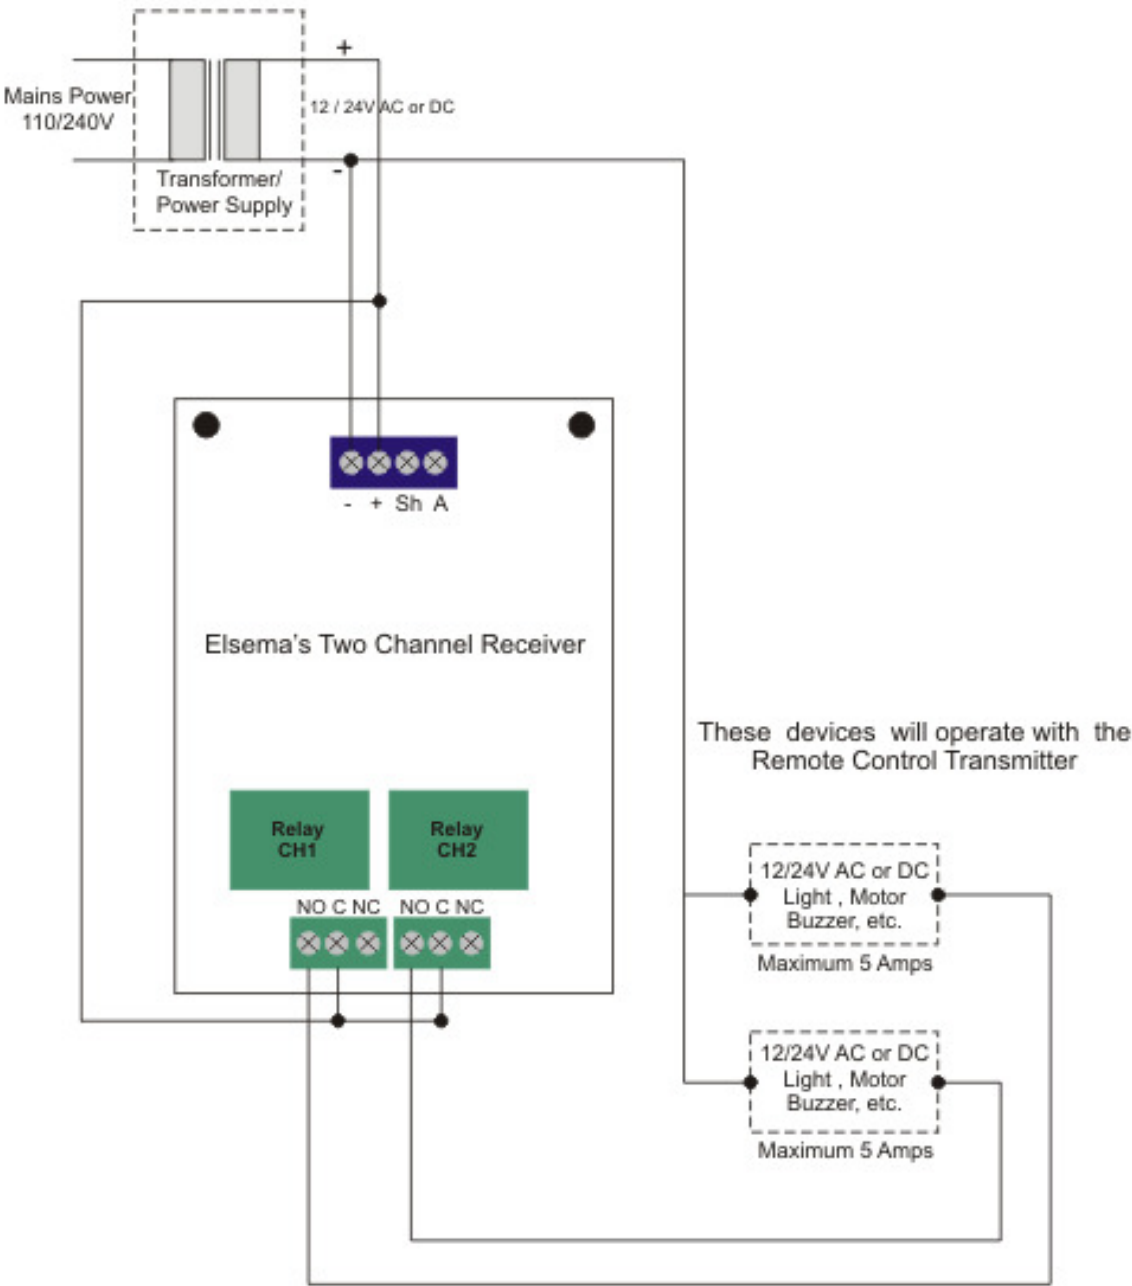 +
Mains Power
110/240V
12 / 24V AC or DC
-
Transformer/
Power Supply
- + Sh A
Elsema's Two Channel Receiver
These devices will operate with the
Remote Control Transmitter
Relay
CH1
Relay
CH2
NO C NC
NO C NC
12/24V AC or DC
Light , Motor
Buzzer, etc.
Maximum 5 Amps
12/24V AC or DC
Light , Motor
Buzzer, etc.
Maximum 5 Amps